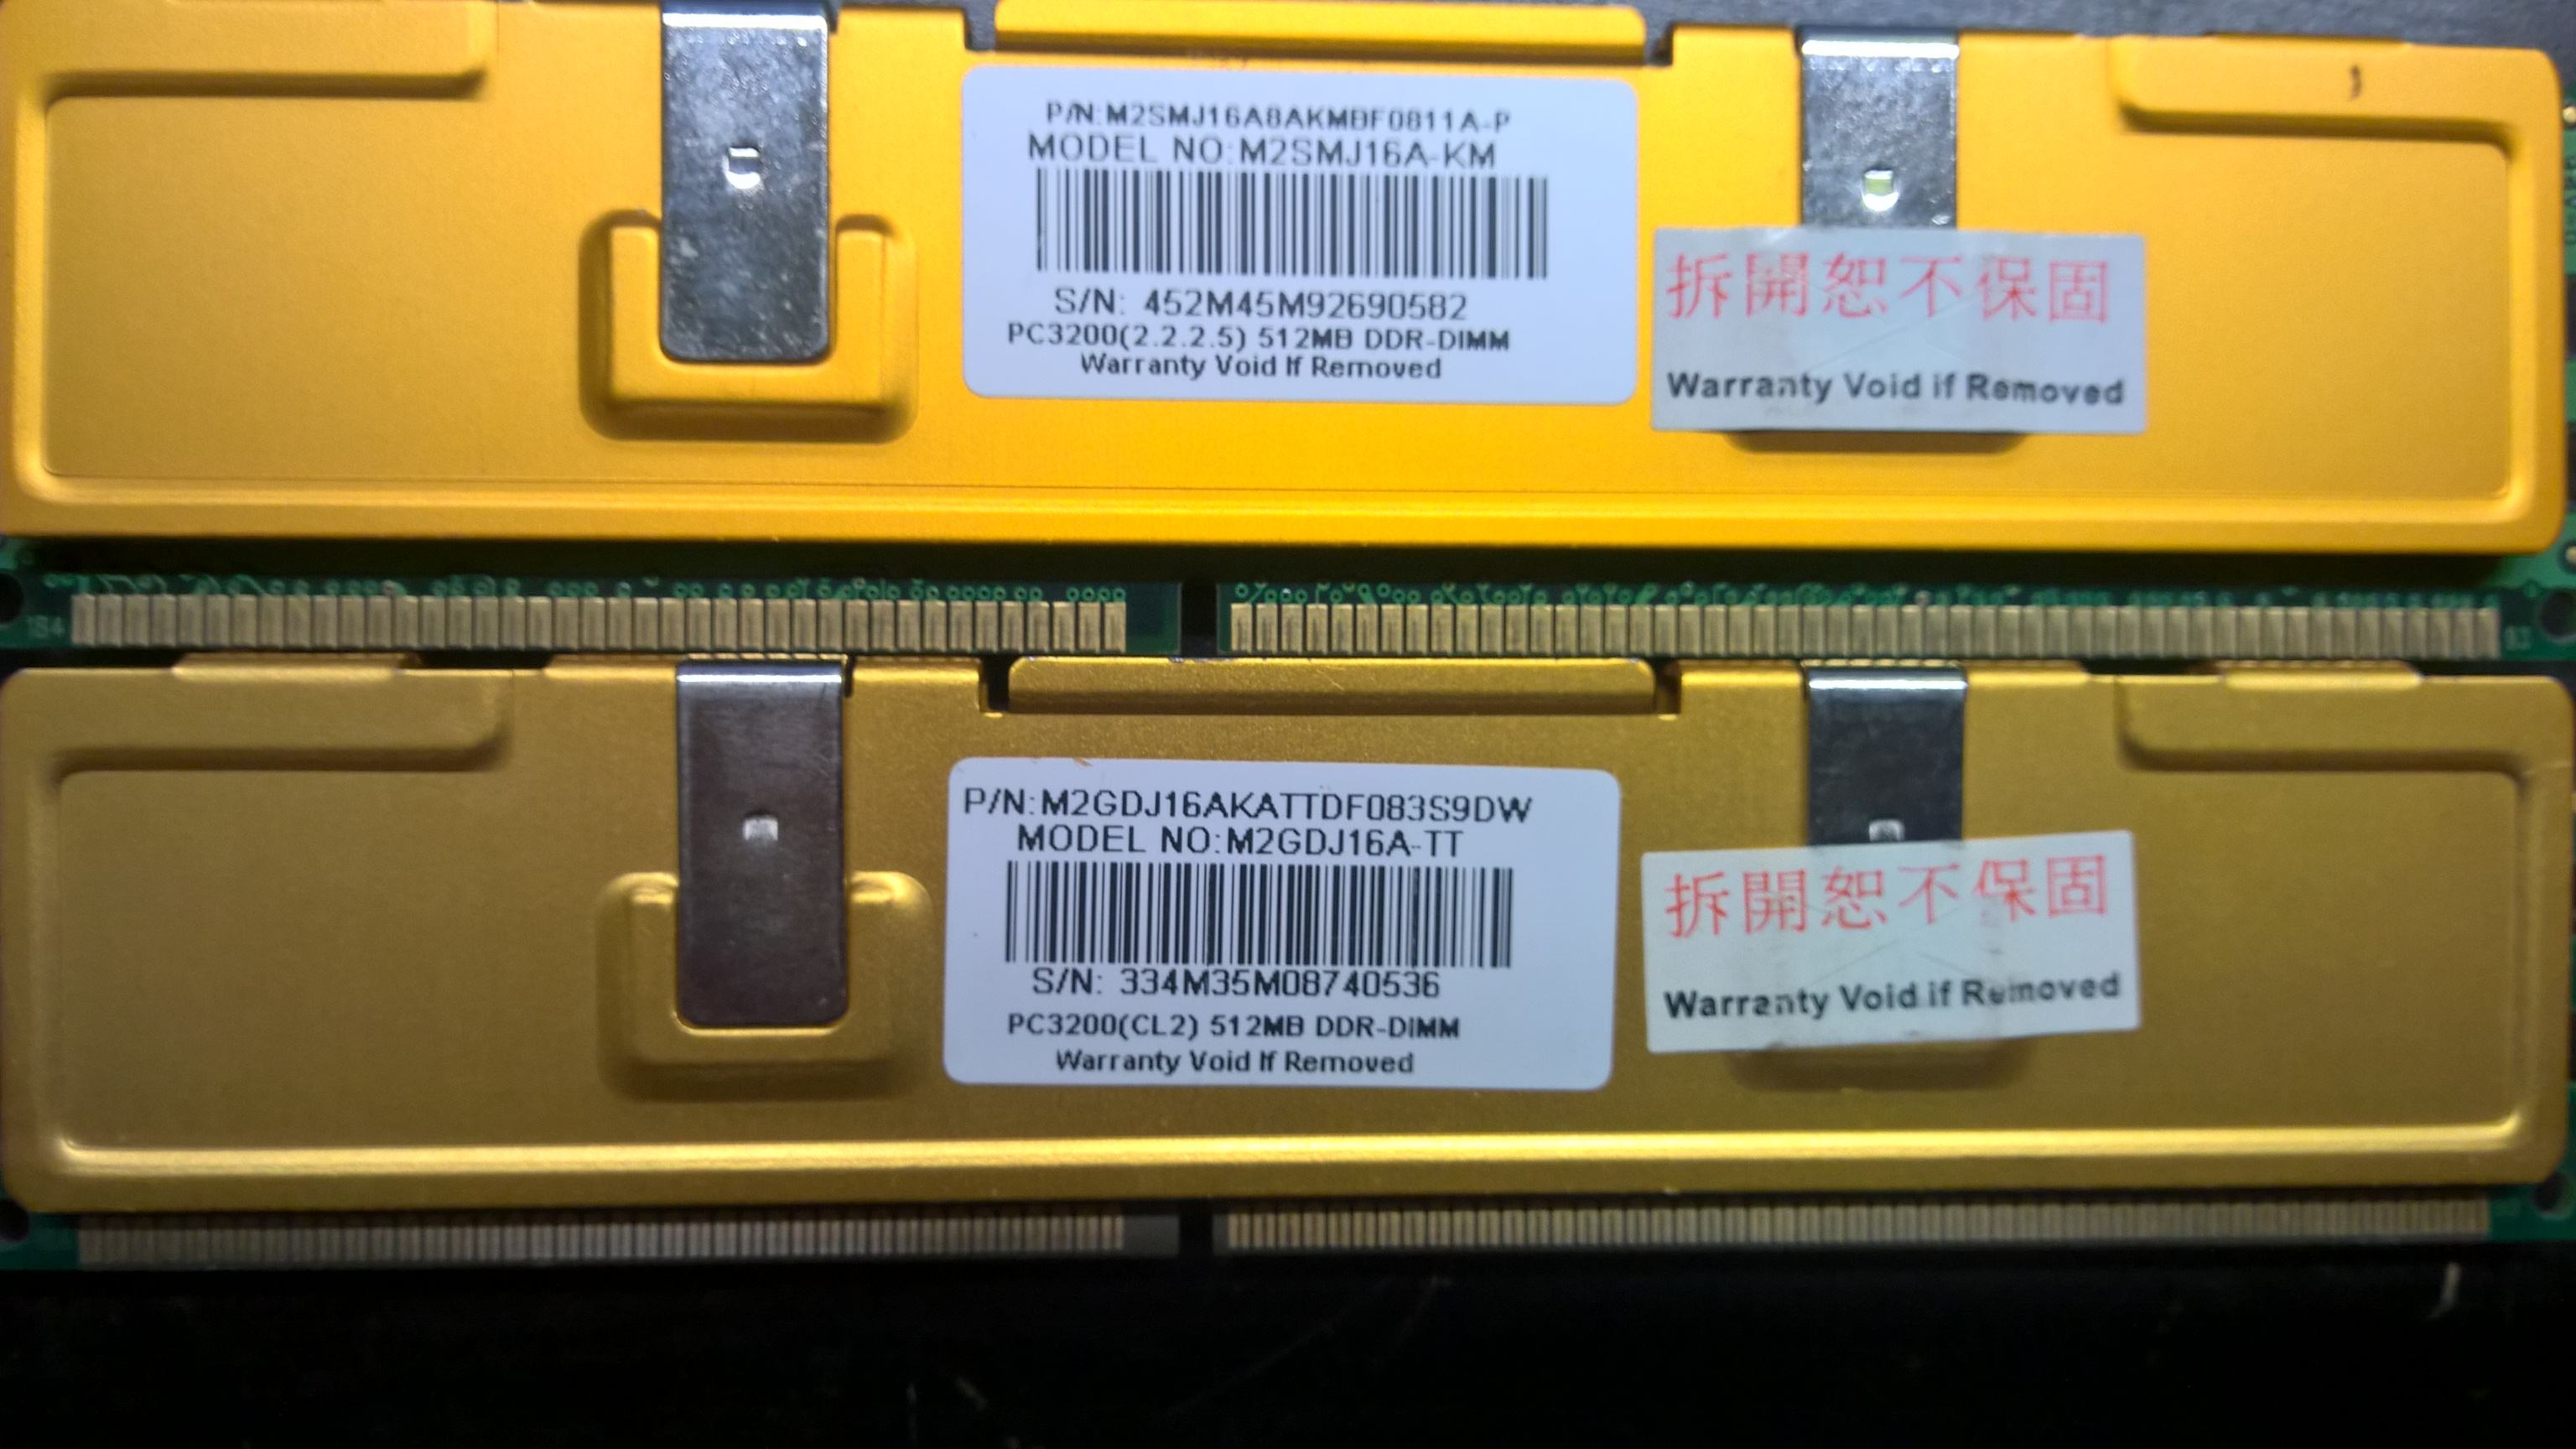 P/N:M2SMJ16A8AKMBF0811A-P
MODEL NO:M2SMJ16A-KM
S/N: 452M45M92690582
PC3200(2.2.2.5) 512MB DDR-DIMM
Warranty Void If Removed
拆開恕不保固
Warranty Void if Removed
184
93
P/N:M2GDJ16AKATTDF083S9DW
MODEL NO:M2GDJ16A-TT
S/N: 334M35M08740536
PC3200(CL2) 512MB DDR-DIMM
Warranty Void If Removed
拆開恕不保固
Warranty Void if Removed